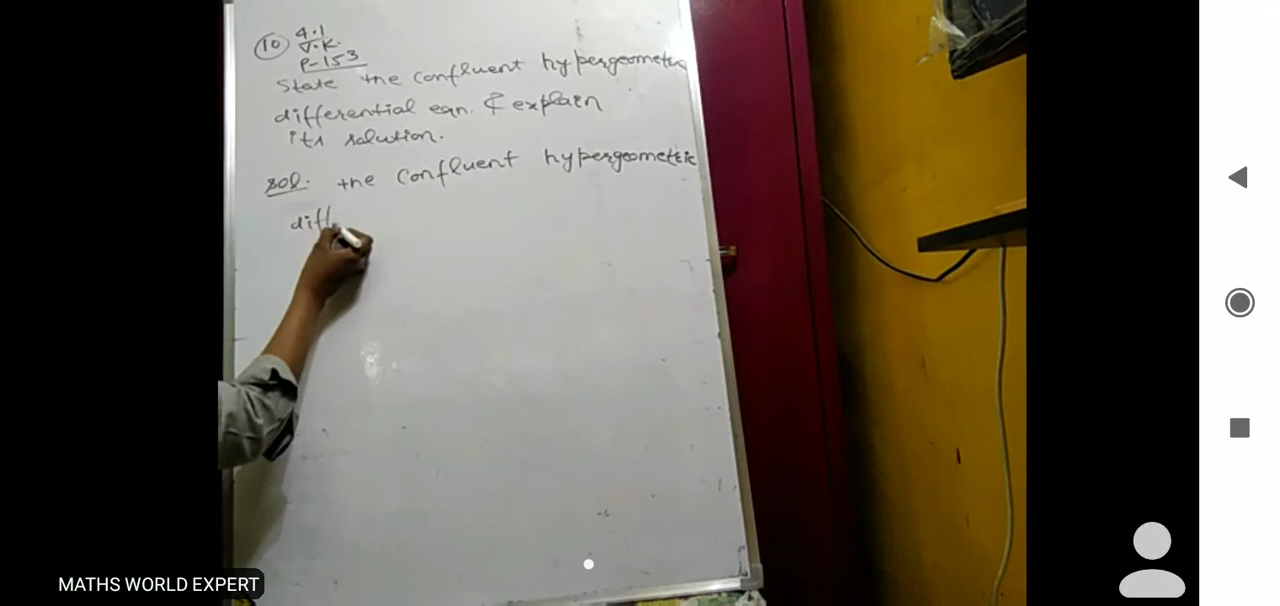 10 4.1
J.K.
P-153
State the confluent hypergeometric
differential eqn. & explain
its solution.
sol. the confluent hypergeometric
diff
MATHS WORLD EXPERT